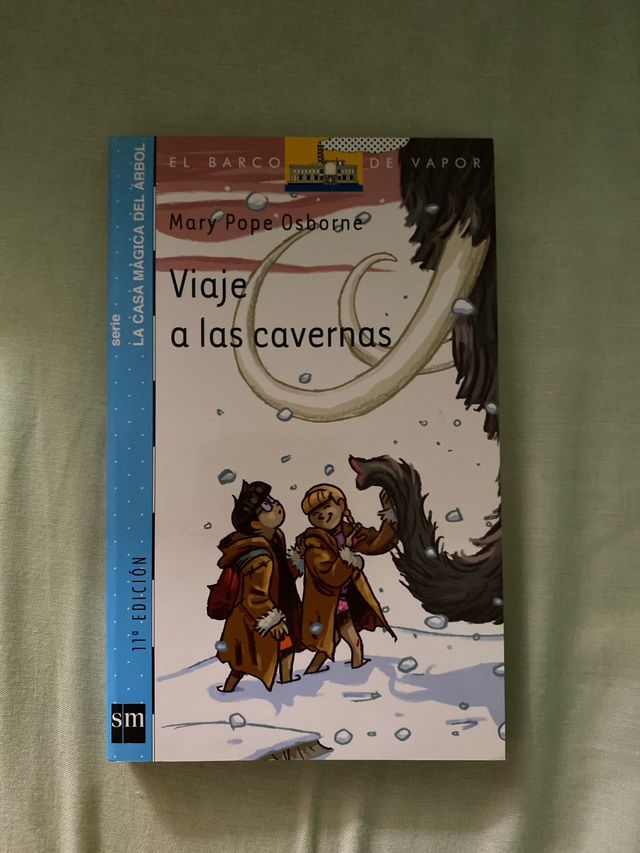 EL BARCO DE VAPOR
Mary Pope Osborne
Viaje
a las cavernas
serie
LA CASA MÁGICA DEL ÁRBOL
11ª EDICIÓN
sm